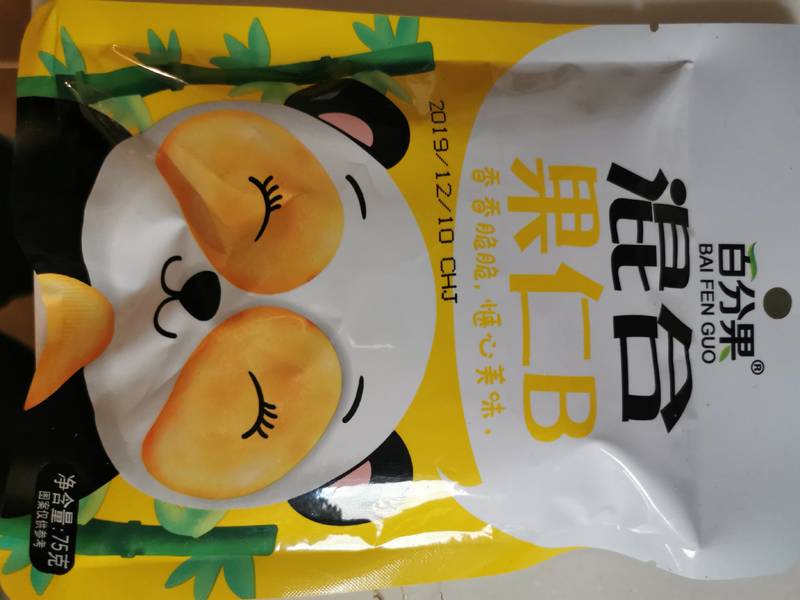 百分果®
BAI FEN GUO
混合
果仁B
香香脆脆,惬心美味,
2019/12/10 CHJ
净含量:75克
图案仅供参考